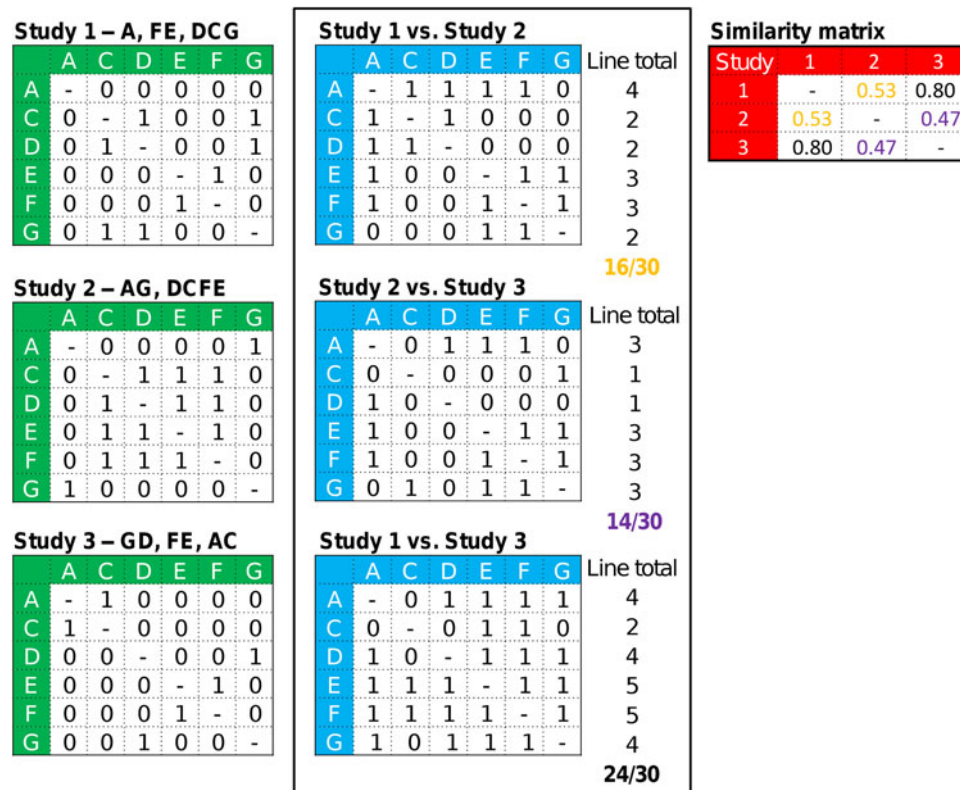 Study 1 – A, FE, DCG
A C D E F G
A - 0 0 0 0 0
C 0 - 1 0 0 1
D 0 1 - 0 0 1
E 0 0 0 - 1 0
F 0 0 0 1 - 0
G 0 1 1 0 0 -
Study 2 – AG, DCFE
A C D E F G
A - 0 0 0 0 1
C 0 - 1 1 1 0
D 0 1 - 1 1 0
E 0 1 1 - 1 0
F 0 1 1 1 - 0
G 1 0 0 0 0 -
Study 3 – GD, FE, AC
A C D E F G
A - 1 0 0 0 0
C 1 - 0 0 0 0
D 0 0 - 0 0 1
E 0 0 0 - 1 0
F 0 0 0 1 - 0
G 0 0 1 0 0 -
Study 1 vs. Study 2
A C D E F G Line total
A - 1 1 1 1 0 4
C 1 - 1 0 0 0 2
D 1 1 - 0 0 0 2
E 1 0 0 - 1 1 3
F 1 0 0 1 - 1 3
G 0 0 0 1 1 - 2
16/30
Study 2 vs. Study 3
A C D E F G Line total
A - 0 1 1 1 0 3
C 0 - 0 0 0 1 1
D 1 0 - 0 0 0 1
E 1 0 0 - 1 1 3
F 1 0 0 1 - 1 3
G 0 1 0 1 1 - 3
14/30
Study 1 vs. Study 3
A C D E F G Line total
A - 0 1 1 1 1 4
C 0 - 0 1 1 0 2
D 1 0 - 1 1 1 4
E 1 1 1 - 1 1 5
F 1 1 1 1 - 1 5
G 1 0 1 1 1 - 4
24/30
Similarity matrix
Study 1 2 3
1 - 0.53 0.80
2 0.53 - 0.47
3 0.80 0.47 -